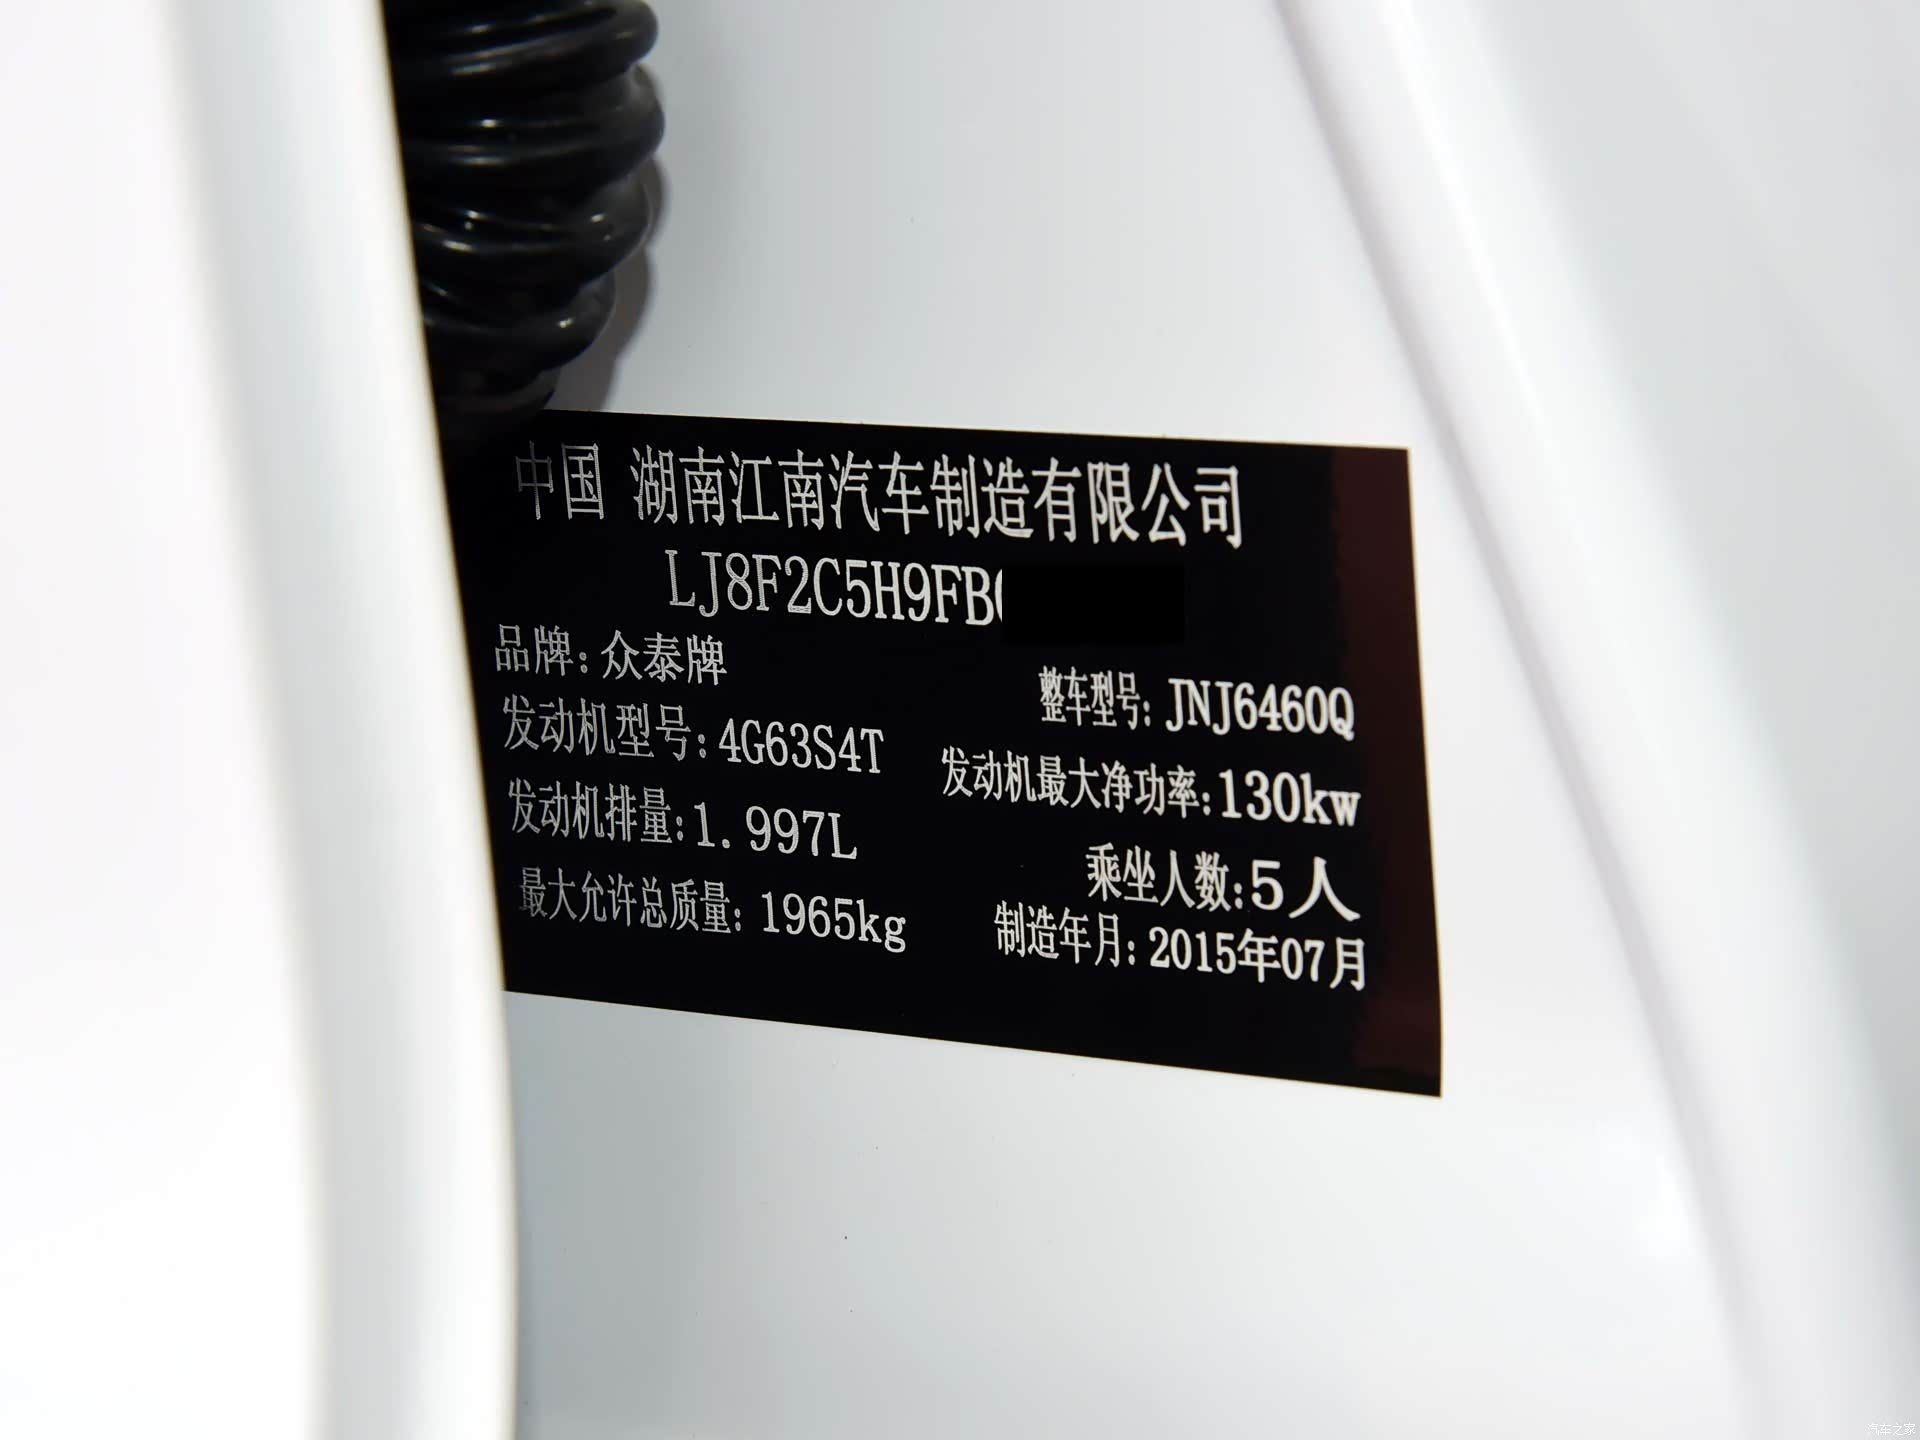 中国 湖南江南汽车制造有限公司
LJ8F2C5H9FB
品牌:众泰牌
整车型号:JNJ6460Q
发动机型号:4G63S4T
发动机最大净功率:130kw
发动机排量:1.997L
乘坐人数:5人
最大允许总质量:1965kg
制造年月:2015年07月
汽车之家